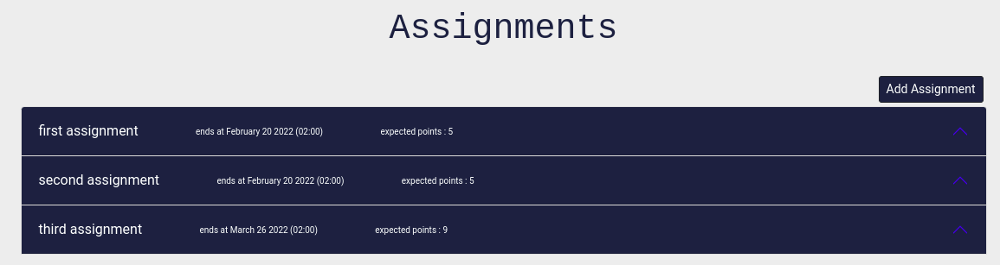 Assignments
Add Assignment
first assignment ends at February 20 2022 (02:00) expected points : 5
second assignment ends at February 20 2022 (02:00) expected points : 5
third assignment ends at March 26 2022 (02:00) expected points : 9